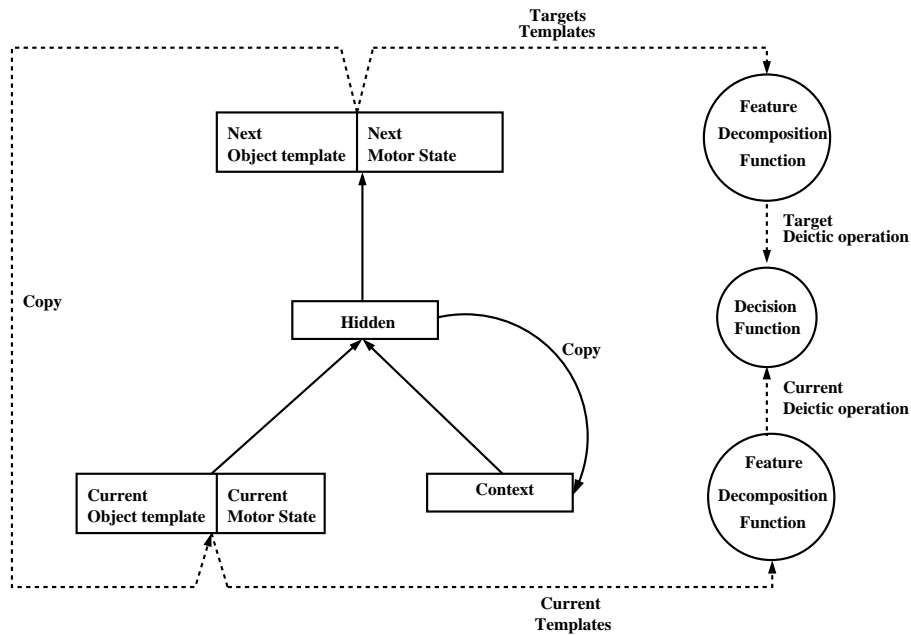 Targets
Templates
Feature
Decomposition
Function
Next
Object template
Next
Motor State
Target
Deictic operation
Copy
Hidden
Copy
Decision
Function
Current
Deictic operation
Current
Object template
Current
Motor State
Context
Feature
Decomposition
Function
Current
Templates